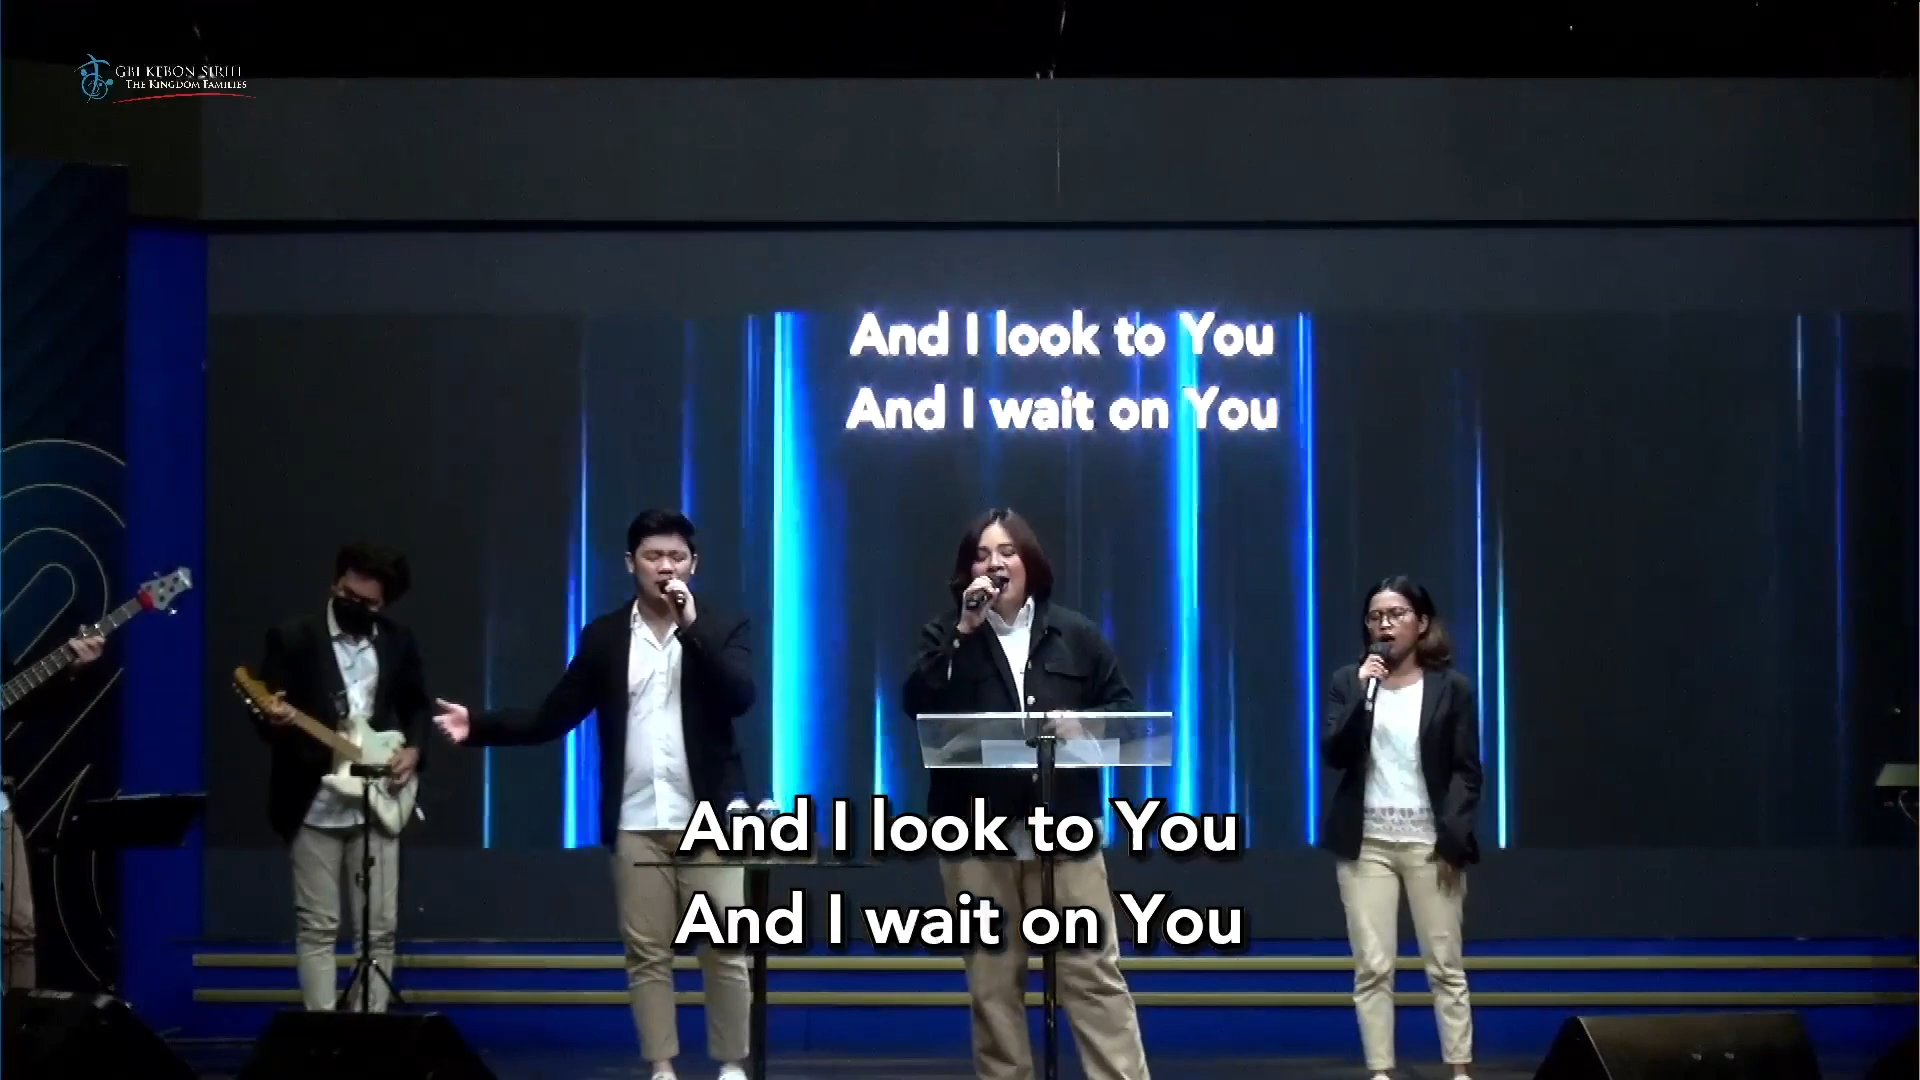 GBI KEBON SIRIH
THE KINGDOM FAMILIES
And I look to You
And I wait on You
And I look to You
And I wait on You